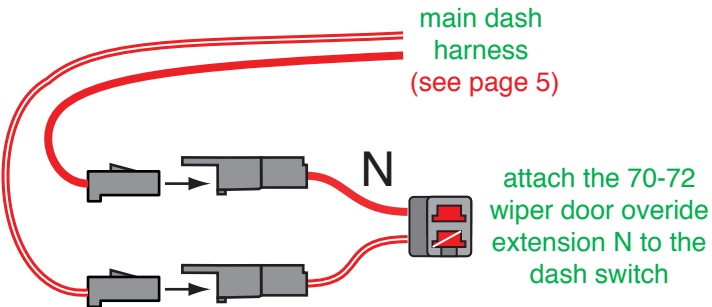 main dash
harness
(see page 5)
N
attach the 70-72
wiper door overide
extension N to the
dash switch